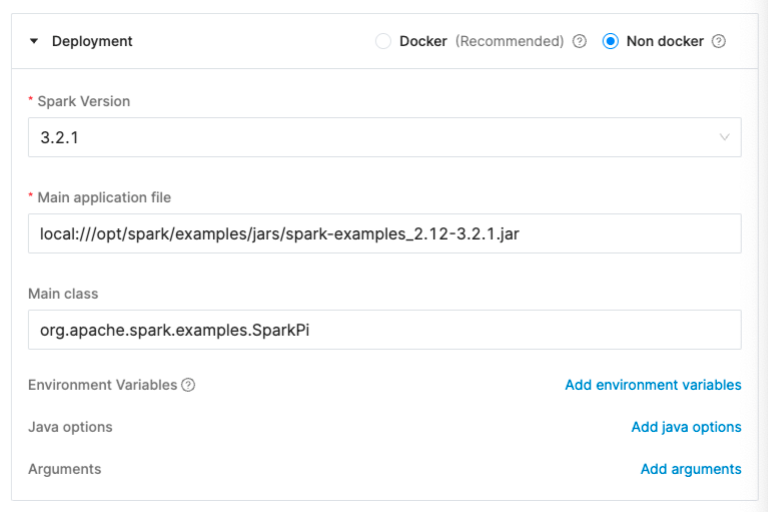 Deployment Docker (Recommended) Non docker
* Spark Version
3.2.1
* Main application file
local:///opt/spark/examples/jars/spark-examples_2.12-3.2.1.jar
Main class
org.apache.spark.examples.SparkPi
Environment Variables Add environment variables
Java options Add java options
Arguments Add arguments